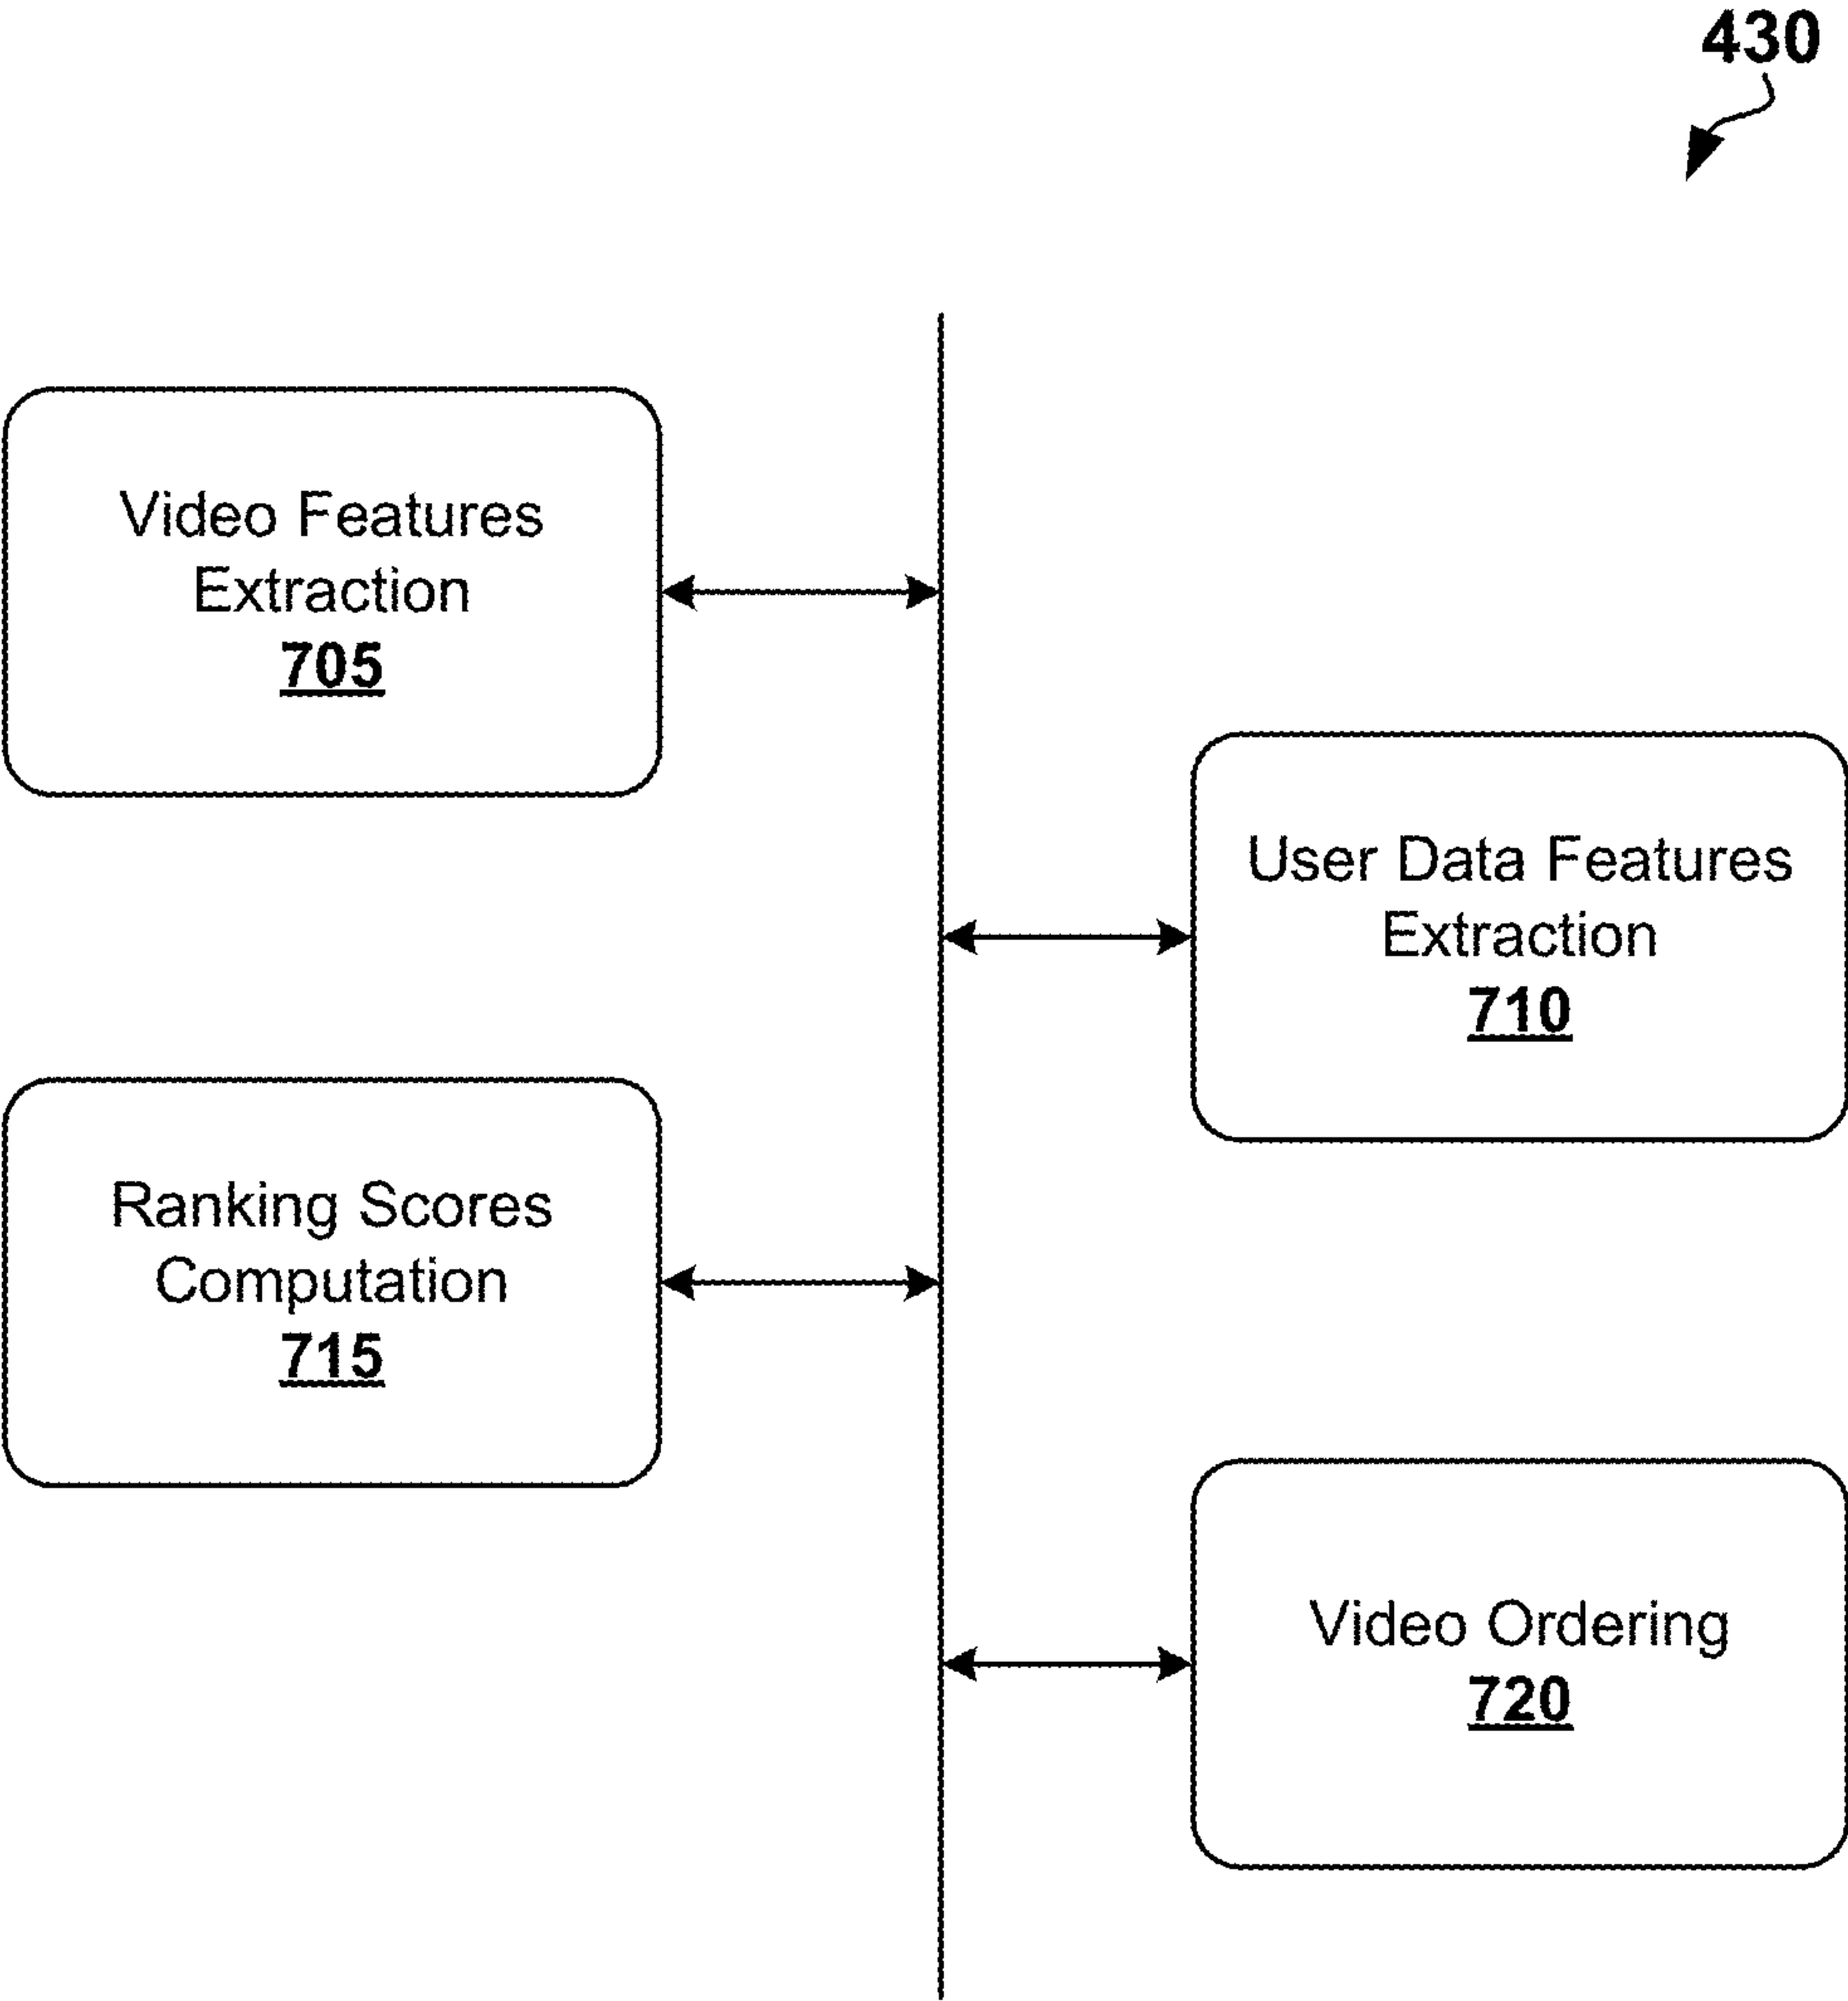 430
Video Features
Extraction
705
User Data Features
Extraction
710
Ranking Scores
Computation
715
Video Ordering
720